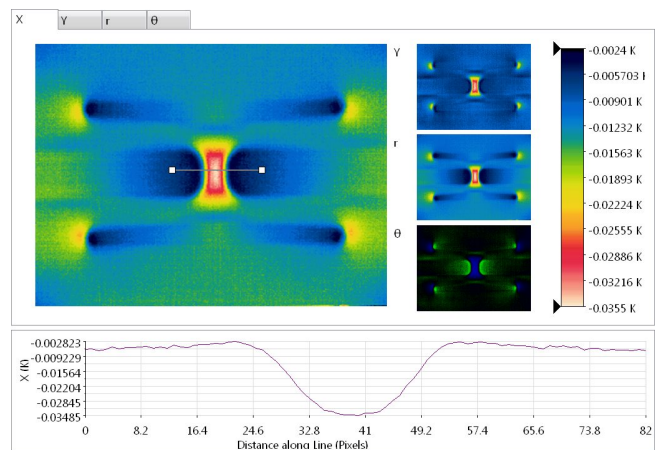 X Y r θ
Y
r
θ
-0.0024 K
-0.005703 K
-0.00901 K
-0.01232 K
-0.01563 K
-0.01893 K
-0.02224 K
-0.02555 K
-0.02886 K
-0.03216 K
-0.0355 K
X (K)
-0.002823
-0.009229
-0.01564
-0.02204
-0.02845
-0.03485
0 8.2 16.4 24.6 32.8 41 49.2 57.4 65.6 73.8 82
Distance along Line (Pixels)